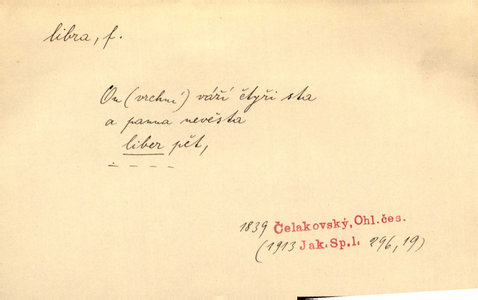 libra, f.
On (vrchní) váží čtyři sta
a panna nevěsta
liber pět,
. _ _ _ _
1839 Čelakovský, Ohl.čes.
(1913 Jak.Sp.1. 296,19)